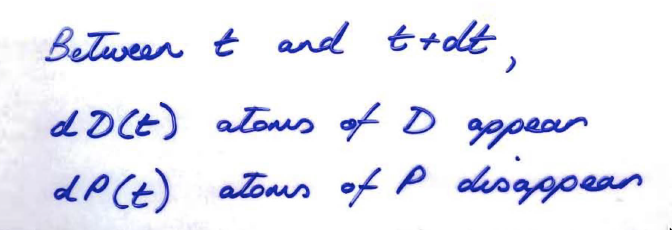 Between t and t+dt,
dD(t) atoms of D appear
dP(t) atoms of P disappear